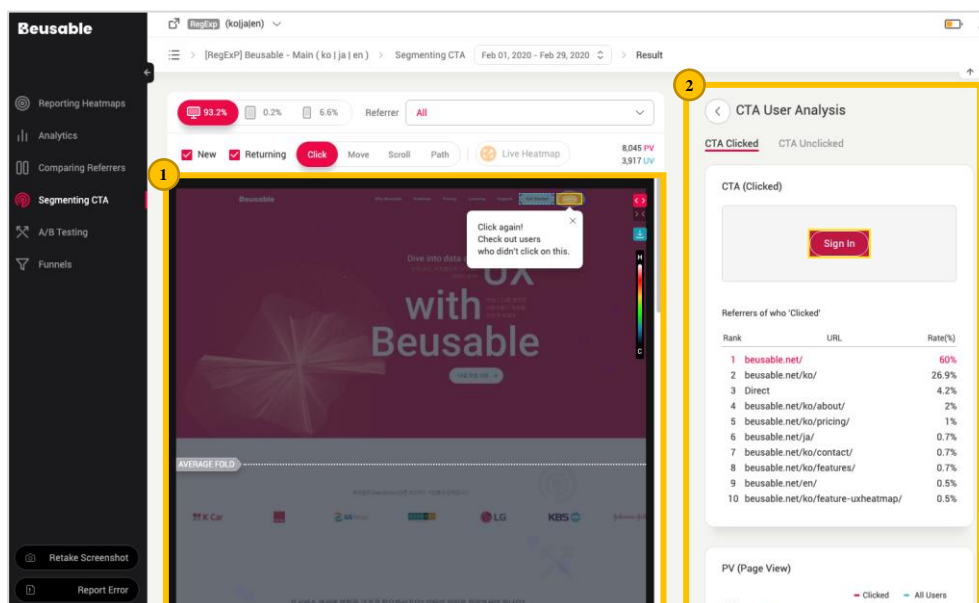 Beusable
RegExp (ko|ja|en)
[RegExP] Beusable - Main ( ko | ja | en ) > Segmenting CTA Feb 01, 2020 - Feb 29, 2020 > Result
Reporting Heatmaps
Analytics
Comparing Referrers
Segmenting CTA
A/B Testing
Funnels
Retake Screenshot
Report Error
93.2% 0.2% 6.6% Referrer All
New Returning Click Move Scroll Path Live Heatmap 8,045 PV
3,917 UV
1
Beusable
Click again!
Check out users
who didn't click on this.
H
C
Dive into data
UX
with
Beusable
AVERAGE FOLD
K Car LG KBS
2
CTA User Analysis
CTA Clicked CTA Unclicked
CTA (Clicked)
Sign In
Referrers of who 'Clicked'
Rank URL Rate(%)
1 beusable.net/ 60%
2 beusable.net/ko/ 26.9%
3 Direct 4.2%
4 beusable.net/ko/about/ 2%
5 beusable.net/ko/pricing/ 1%
6 beusable.net/ja/ 0.7%
7 beusable.net/ko/contact/ 0.7%
8 beusable.net/ko/features/ 0.7%
9 beusable.net/en/ 0.5%
10 beusable.net/ko/feature-uxheatmap/ 0.5%
PV (Page View)
Clicked All Users